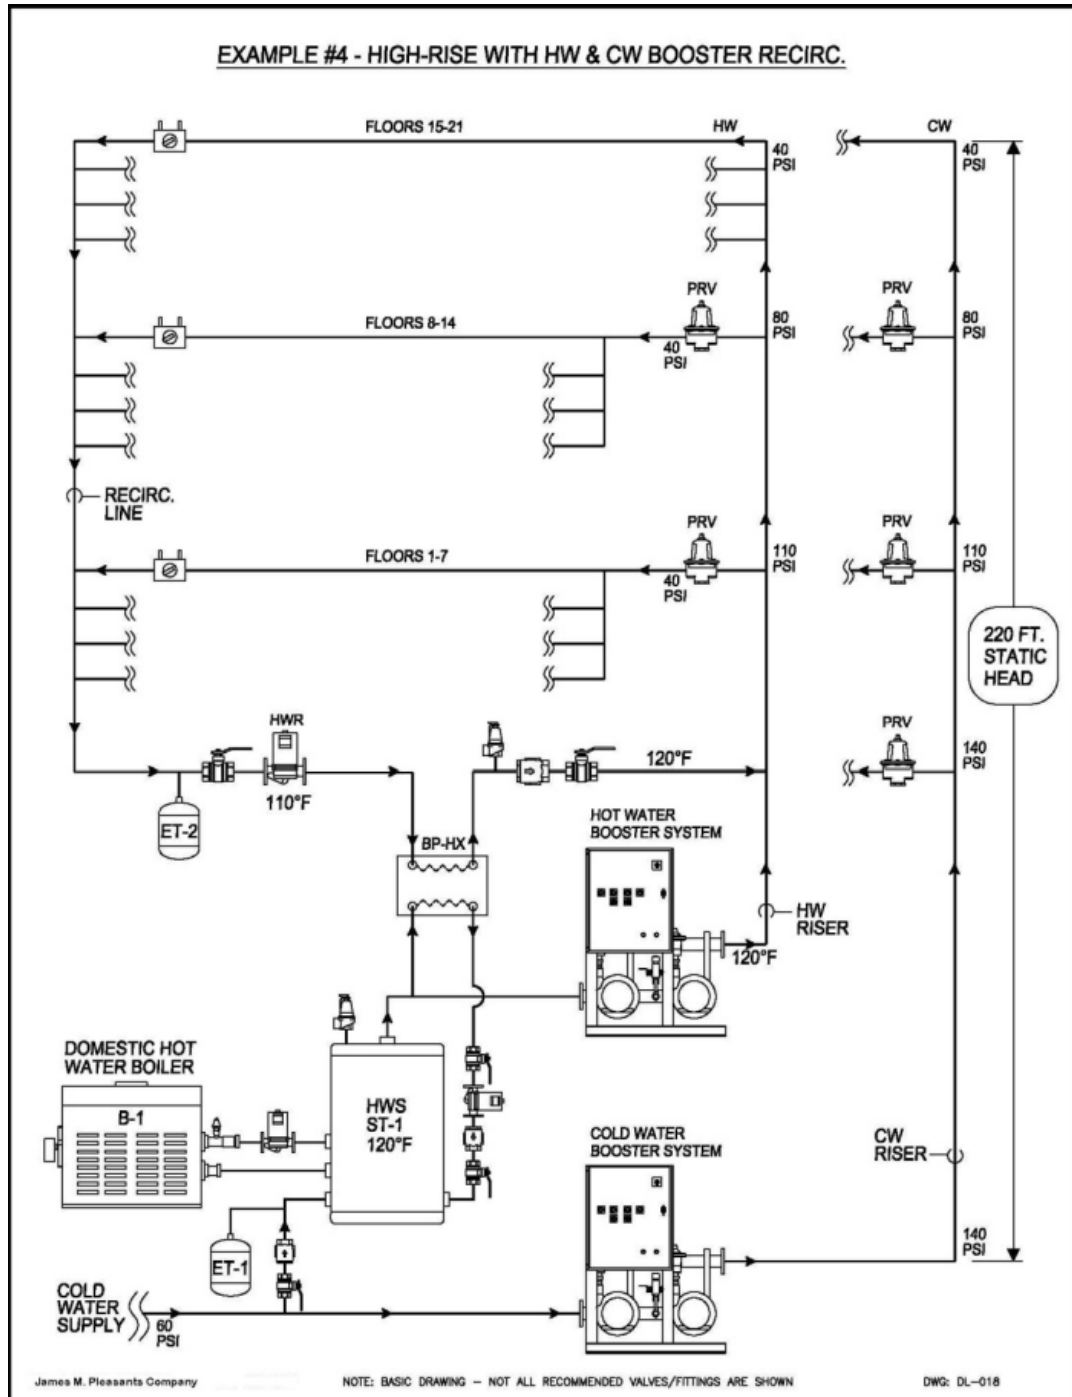 EXAMPLE #4 - HIGH-RISE WITH HW & CW BOOSTER RECIRC.
FLOORS 15-21
HW
CW
40
PSI
40
PSI
PRV
PRV
FLOORS 8-14
80
PSI
80
PSI
40
PSI
RECIRC.
LINE
PRV
PRV
FLOORS 1-7
110
PSI
110
PSI
40
PSI
220 FT.
STATIC
HEAD
HWR
PRV
140
PSI
120°F
110°F
ET-2
BP-HX
HOT WATER
BOOSTER SYSTEM
HW
RISER
120°F
DOMESTIC HOT
WATER BOILER
B-1
HWS
ST-1
120°F
COLD WATER
BOOSTER SYSTEM
CW
RISER
140
PSI
ET-1
COLD
WATER
SUPPLY
60
PSI
James M. Pleasants Company
NOTE: BASIC DRAWING – NOT ALL RECOMMENDED VALVES/FITTINGS ARE SHOWN
DWG: DL-018